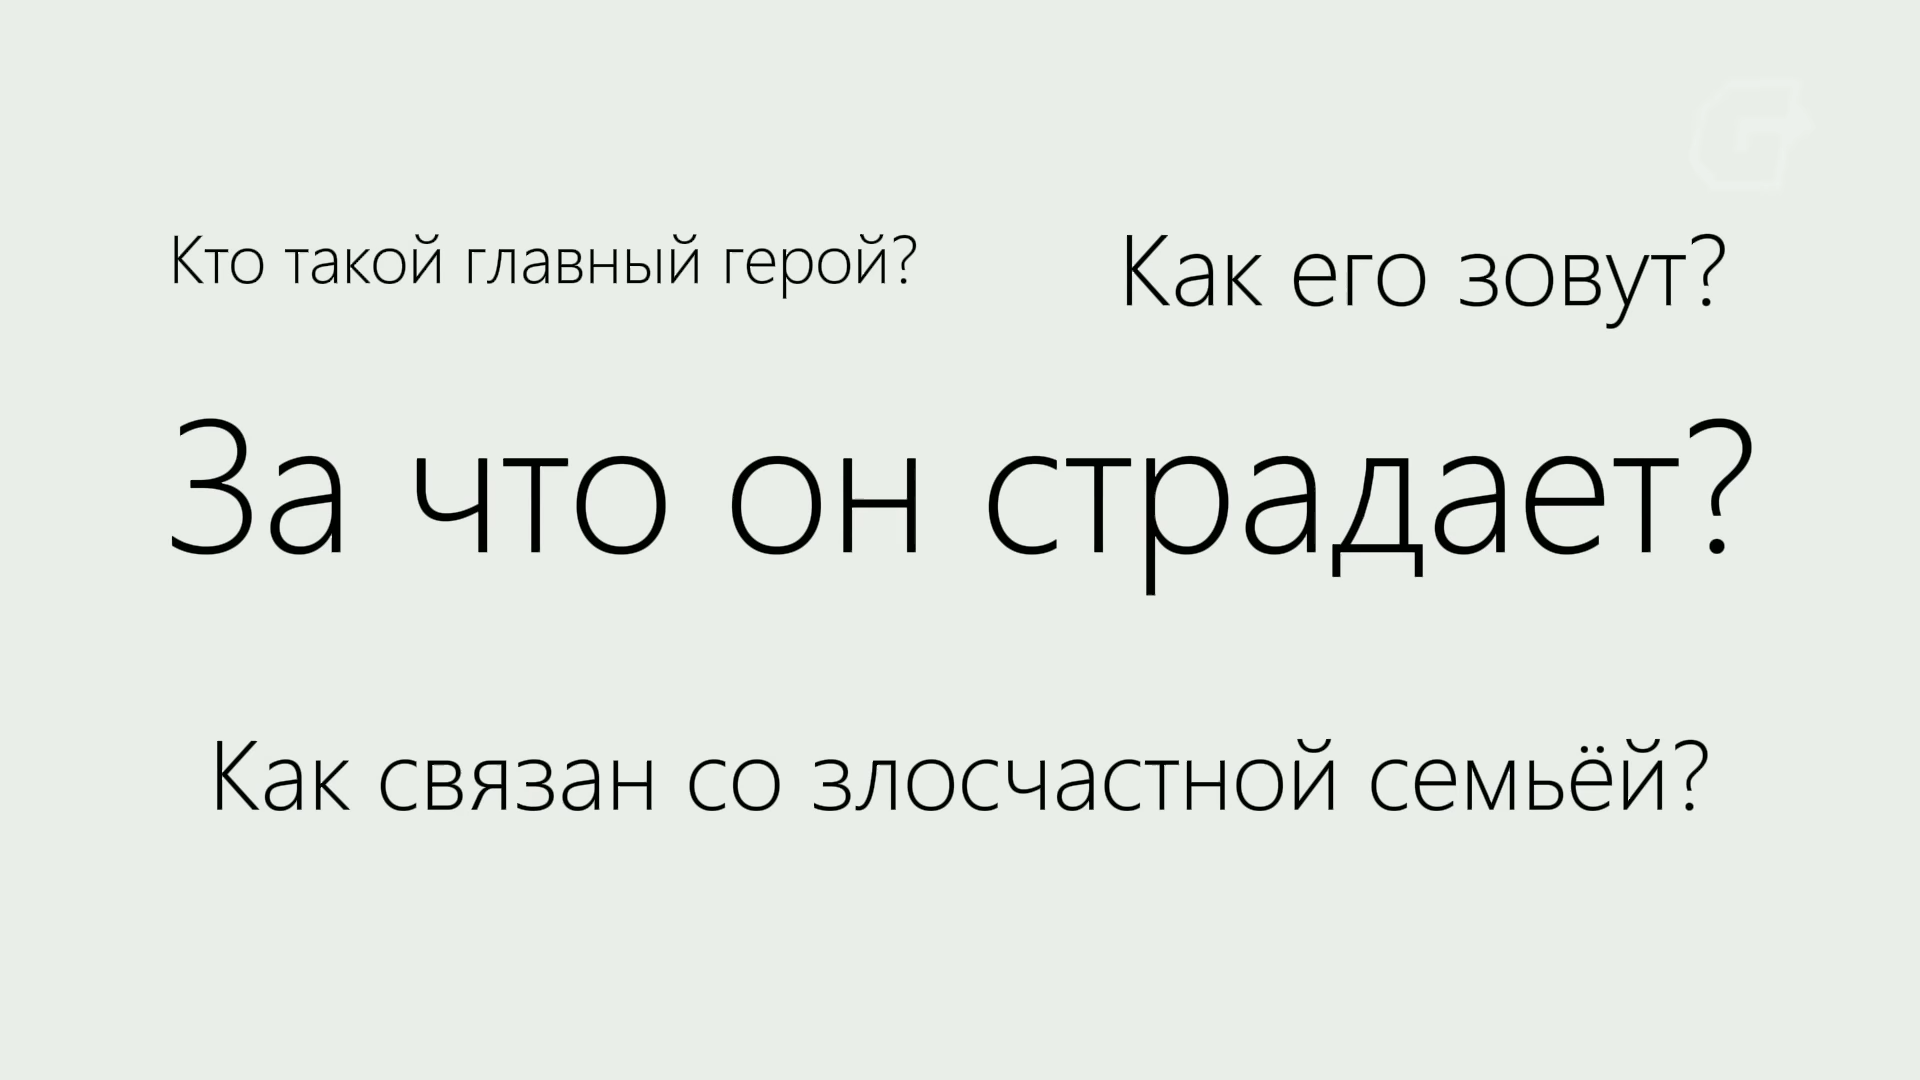 Кто такой главный герой?
Как его зовут?
За что он страдает?
Как связан со злосчастной семьёй?